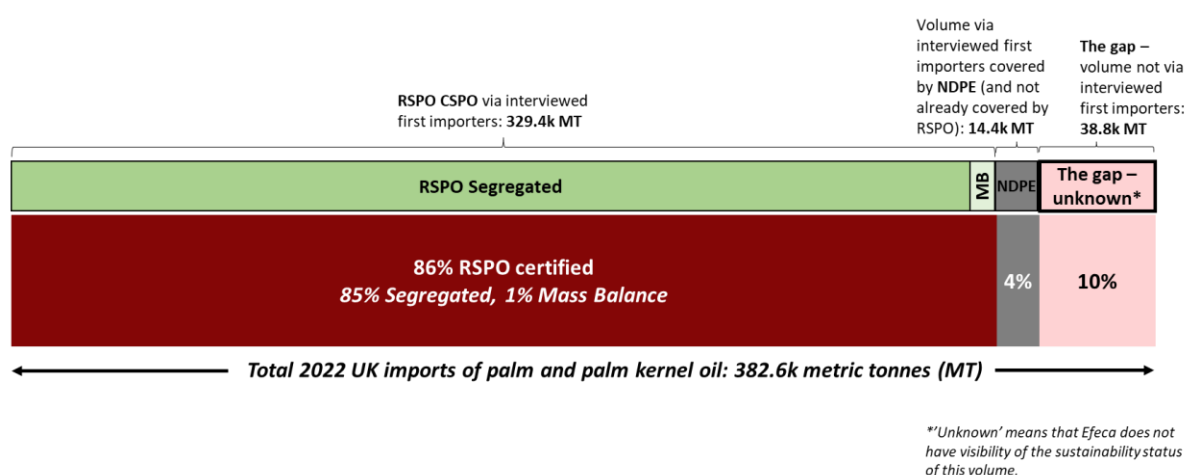 RSPO CSPO via interviewed
first importers: 329.4k MT
Volume via
interviewed first
importers covered
by NDPE (and not
already covered by
RSPO): 14.4k MT
The gap –
volume not via
interviewed
first importers:
38.8k MT
RSPO Segregated
MB
NDPE
The gap –
unknown*
86% RSPO certified
85% Segregated, 1% Mass Balance
4%
10%
Total 2022 UK imports of palm and palm kernel oil: 382.6k metric tonnes (MT)
*'Unknown' means that Efeca does not
have visibility of the sustainability status
of this volume.